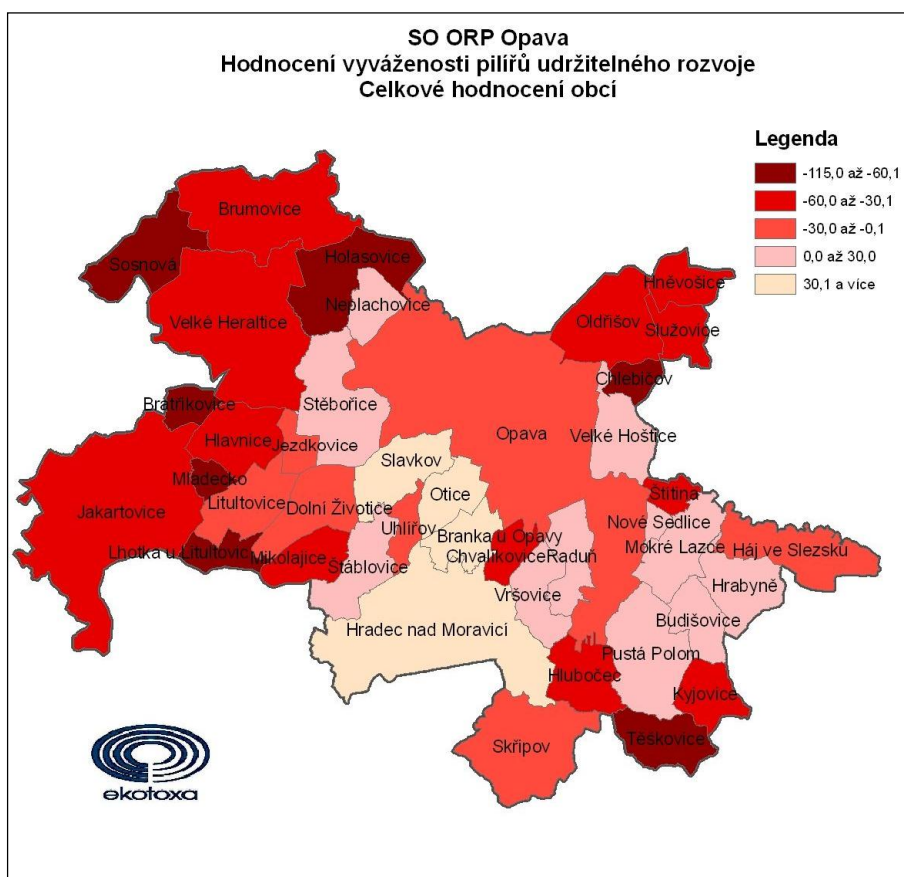 SO ORP Opava
Hodnocení vyváženosti pilířů udržitelného rozvoje
Celkové hodnocení obcí
Legenda
-115,0 až -60,1
-60,0 až -30,1
-30,0 až -0,1
0,0 až 30,0
30,1 a více
Brumovice
Sosnová
Holasovice
Hněvošice
Neplachovice
Velké Heraltice
Oldřišov
Služovice
Chlebičov
Bratříkovice
Stěbořice
Hlavnice
Jezdkovice
Opava
Velké Hoštice
Slavkov
Mladecko
Litultovice
Dolní Životice
Otice
Štítina
Jakartovice
Uhlířov
Nové Sedlice
Branka u Opavy
Mokré Lazce
Háj ve Slezsku
Lhotka u Litultovic
Mikolajice
Štáblovice
Chvalíkovice
Raduň
Hrabyně
Vršovice
Budišovice
Hradec nad Moravicí
Pustá Polom
Hlubočec
Kyjovice
Skřipov
Těškovice
ekotoxa